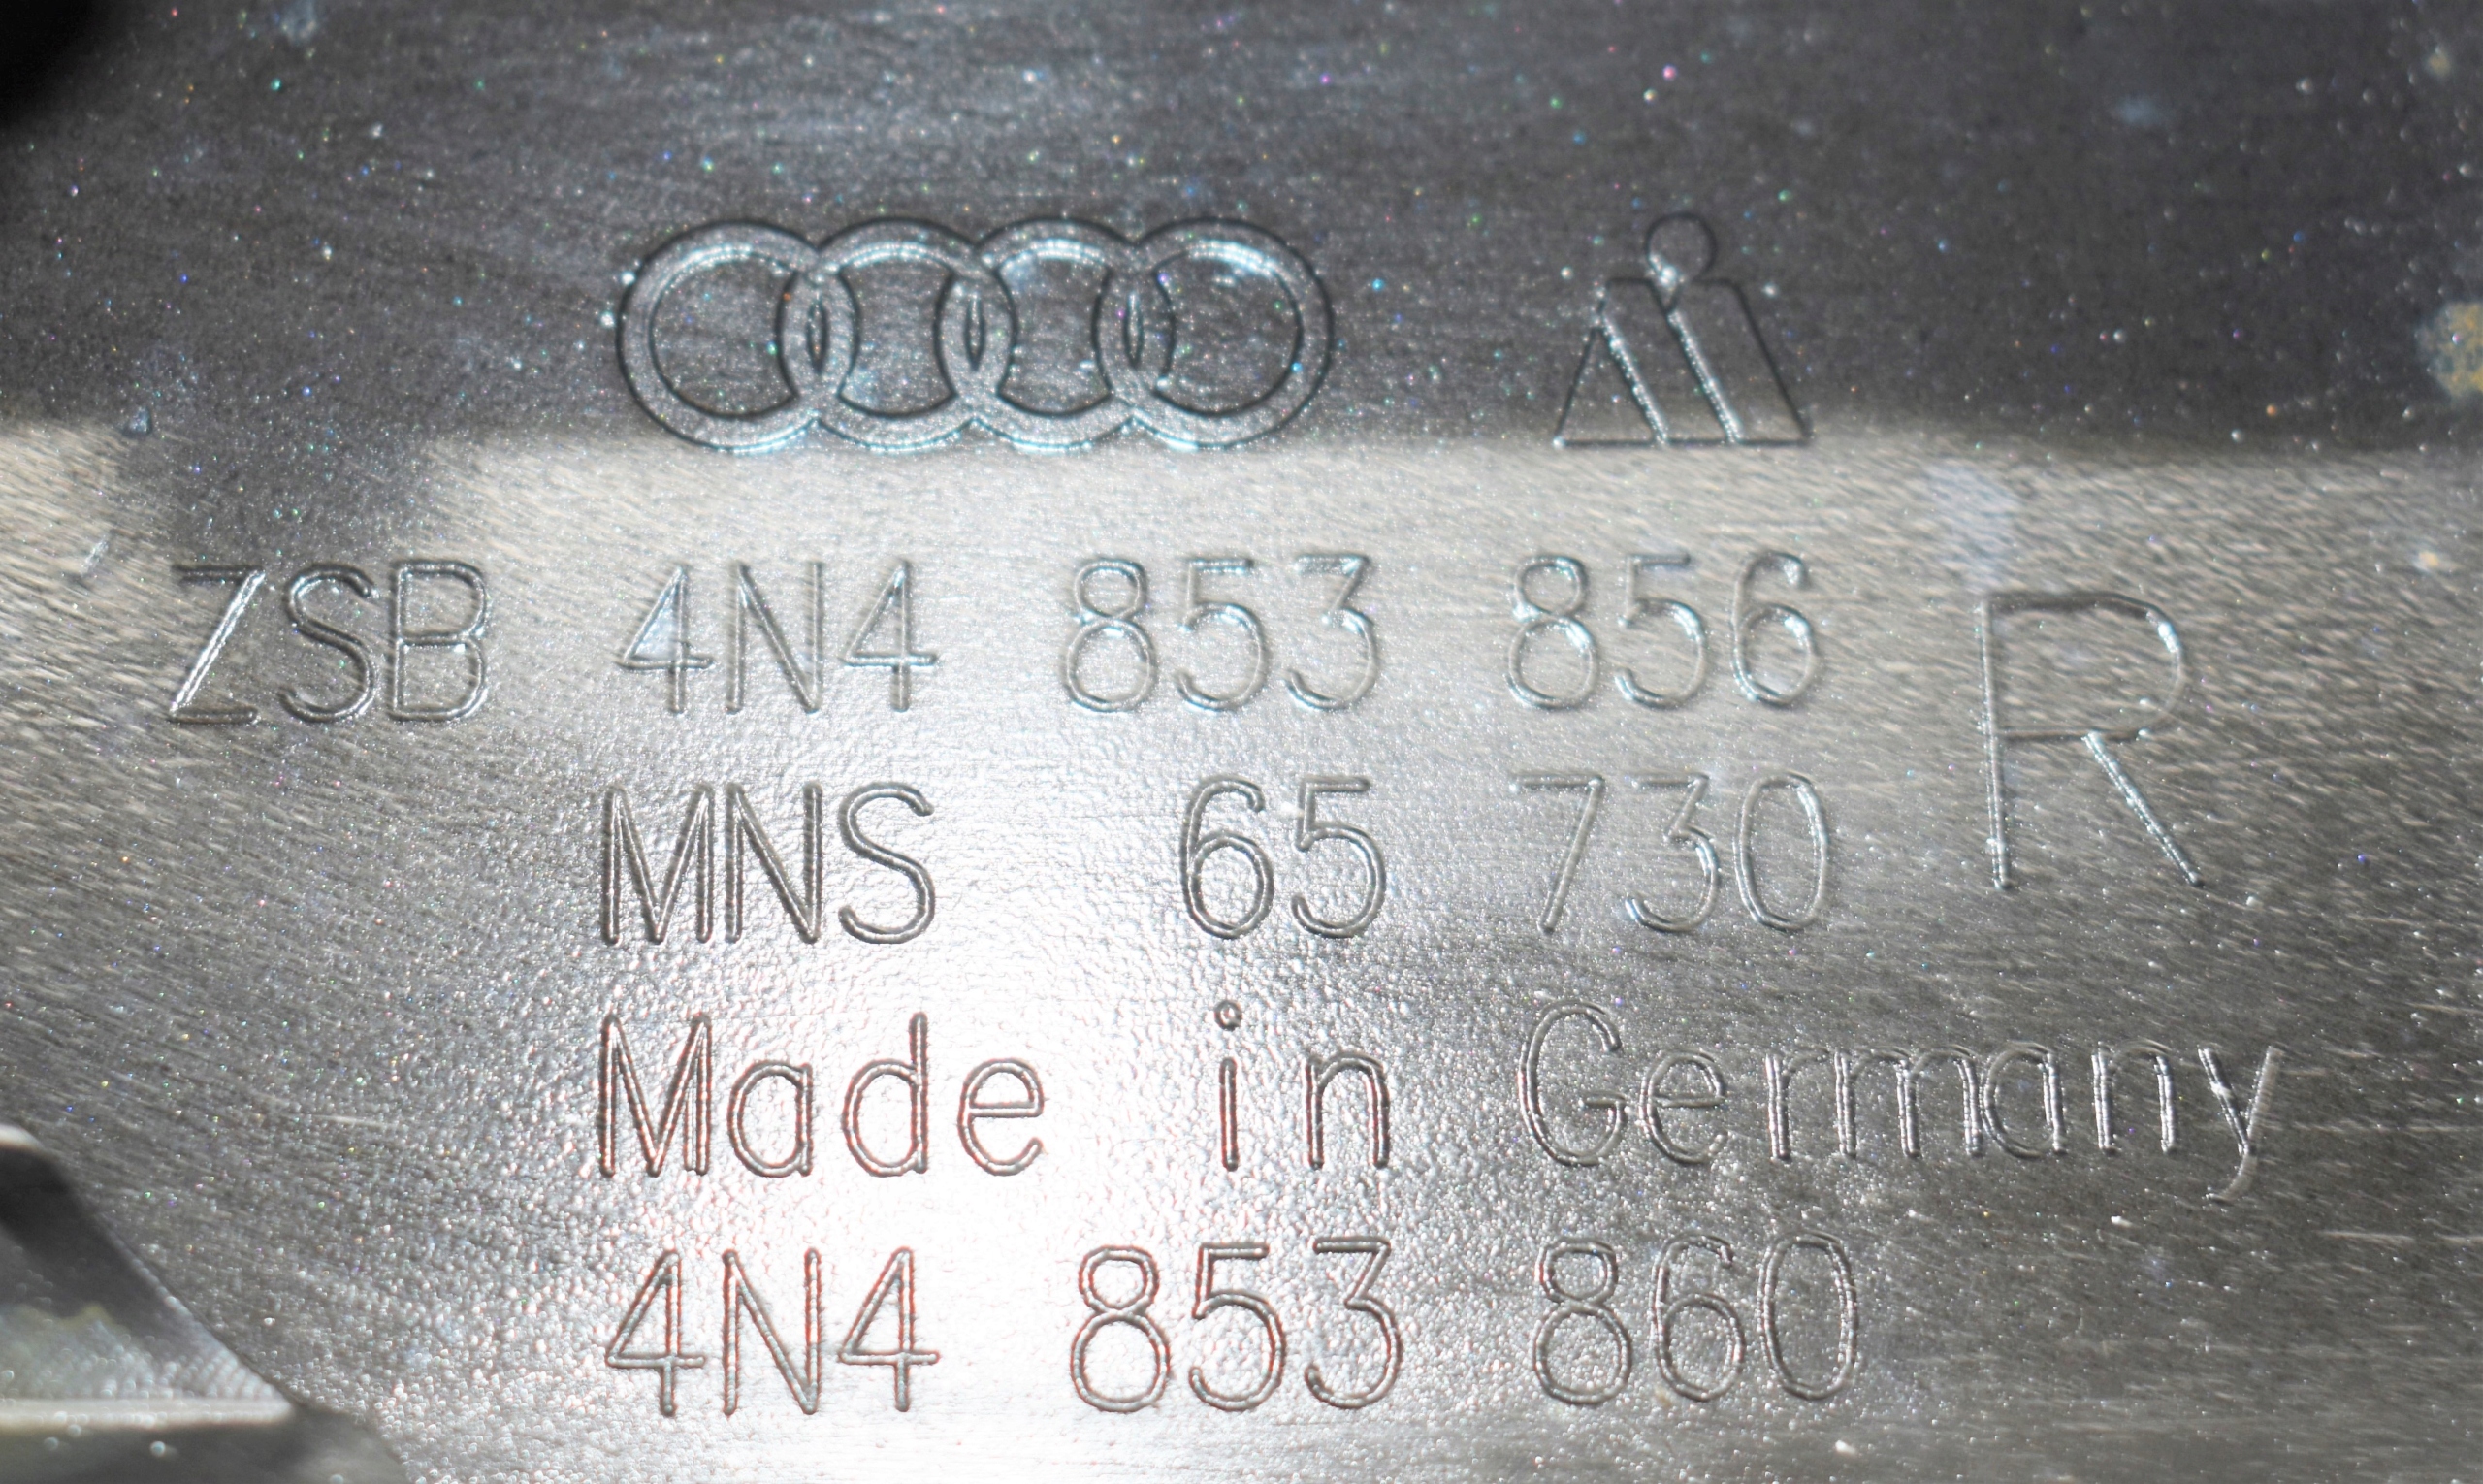 ZSB 4N4 853 856
R
MNS 65 730
Made in Germany
4N4 853 860